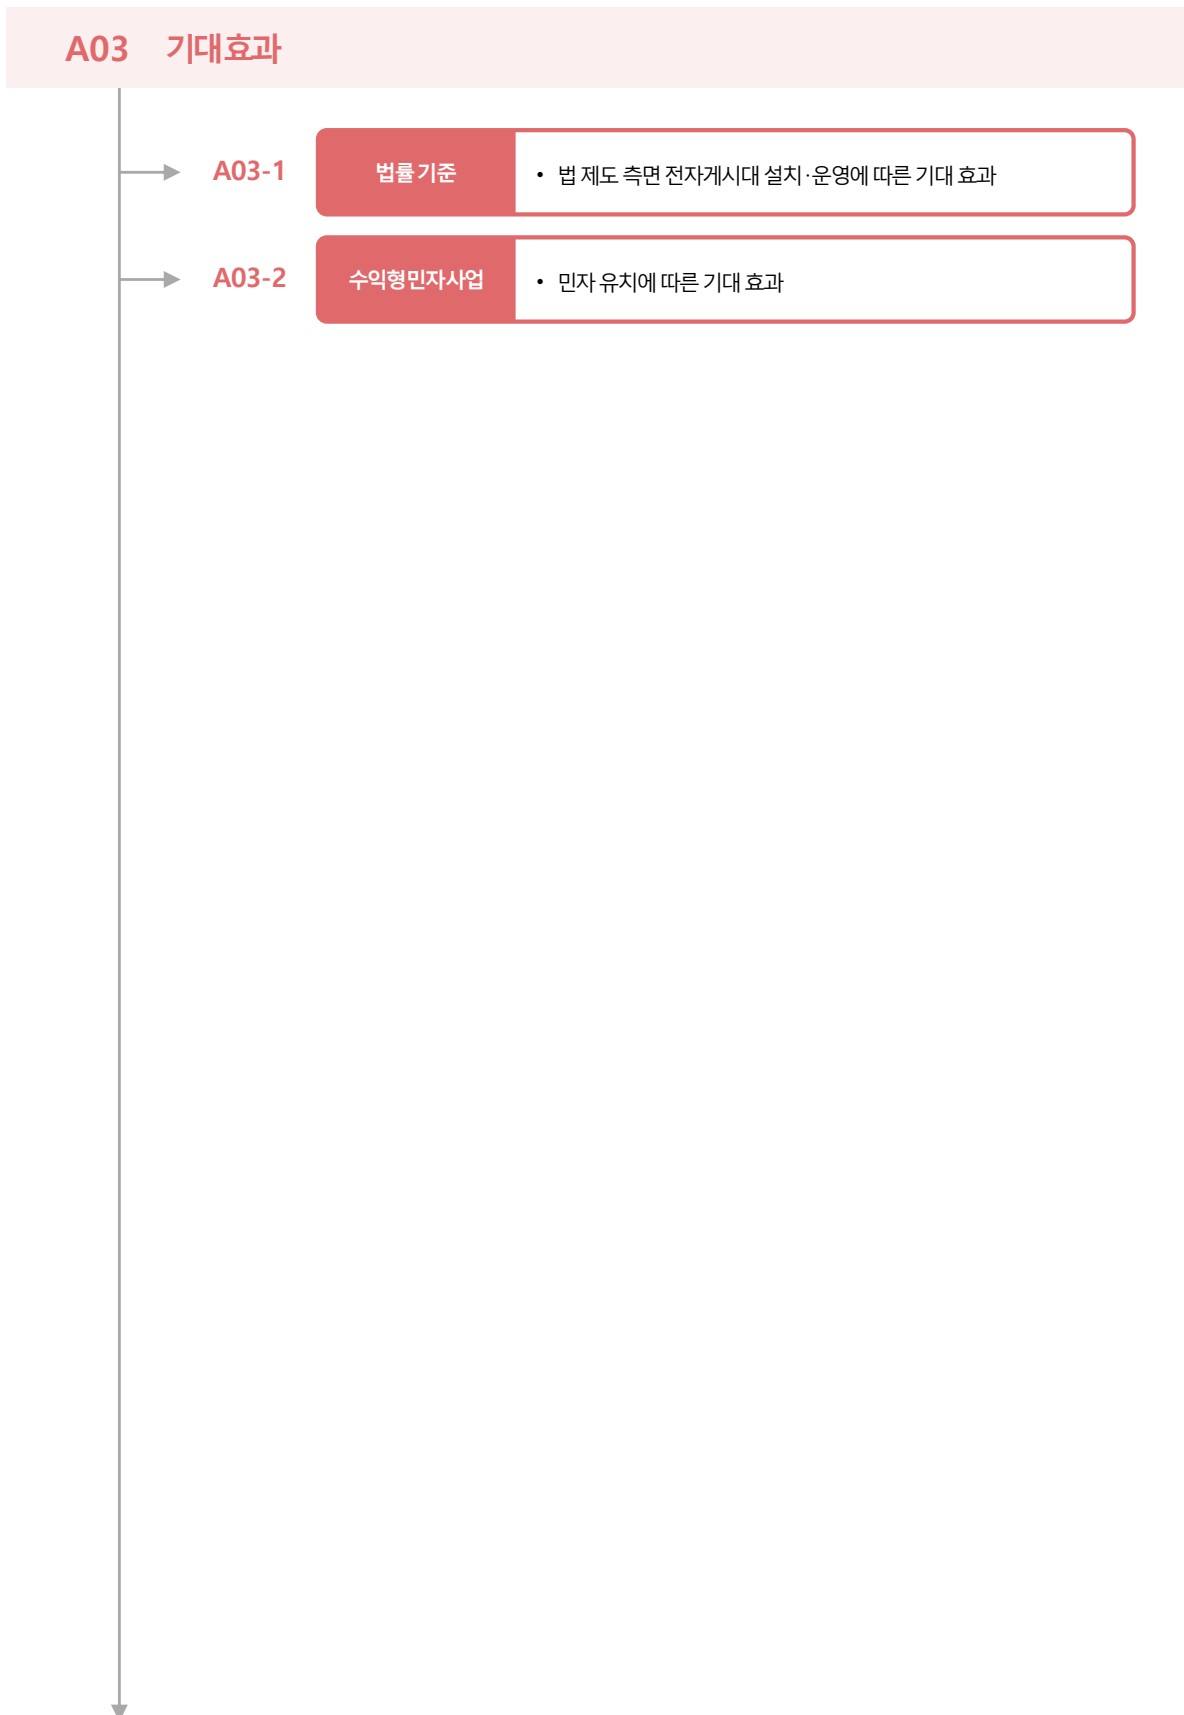 A03 기대효과
A03-1 법률 기준 • 법 제도 측면 전자게시대 설치·운영에 따른 기대 효과
A03-2 수익형민자사업 • 민자 유치에 따른 기대 효과